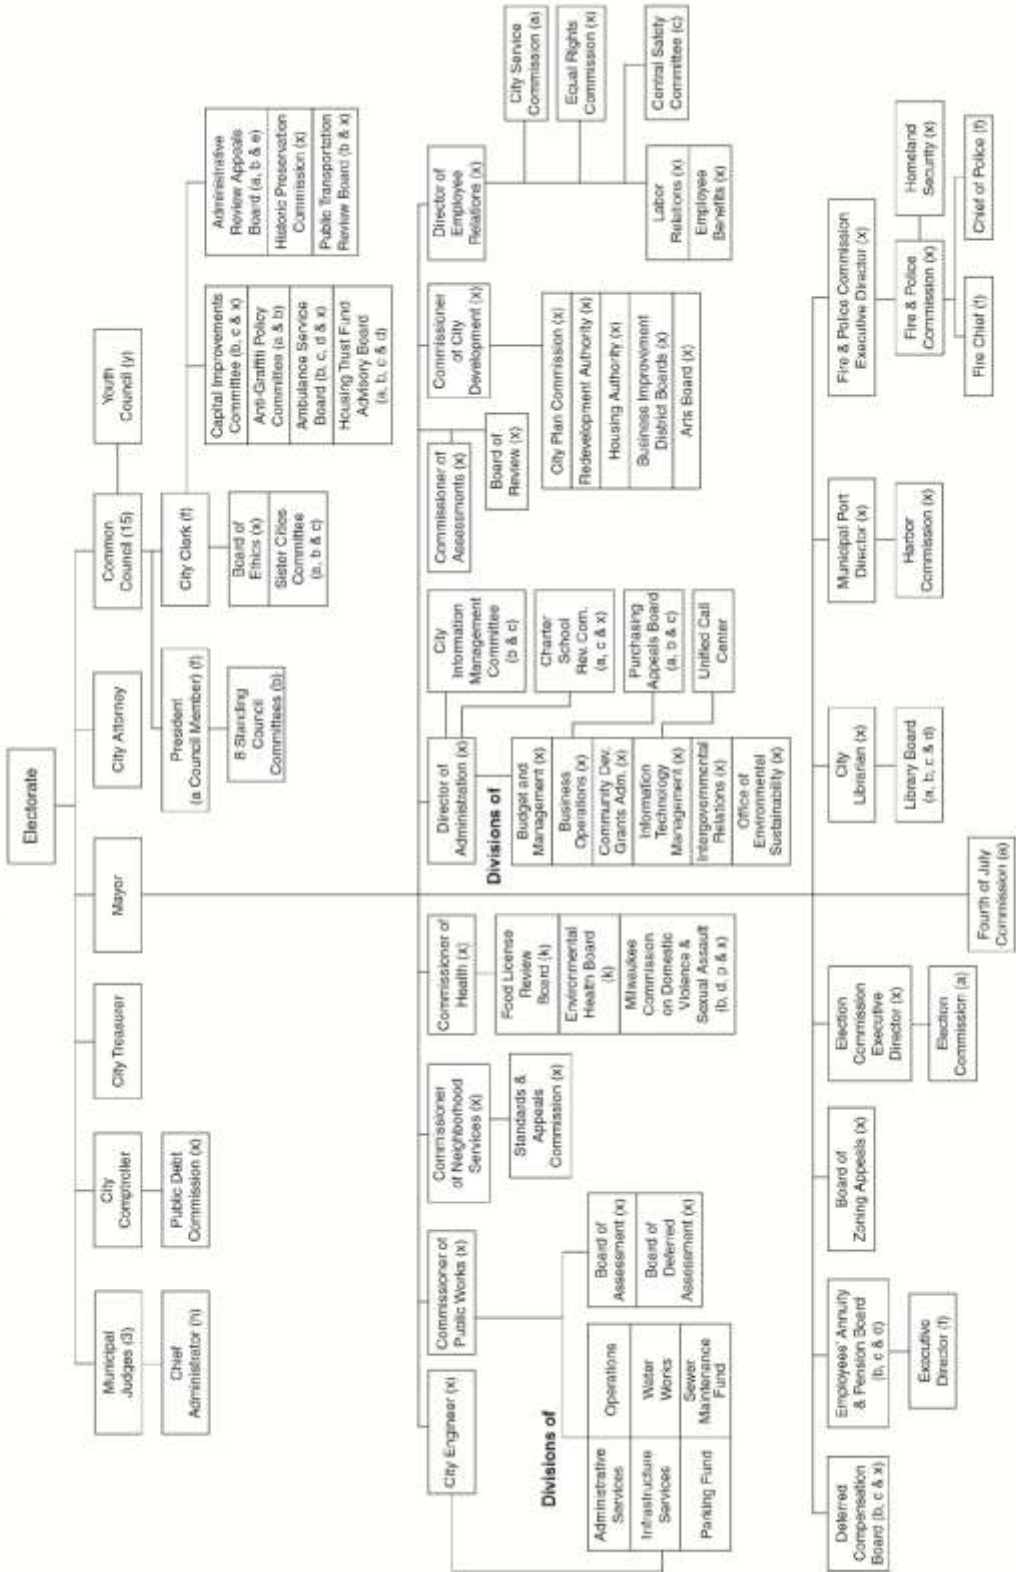 Electorate
Municipal
Judges (3)
City
Comptroller
City Treasurer
Mayor
City Attorney
Common
Council (15)
Youth
Council (y)
Chief
Administrator (h)
Public Debt
Commission (x)
President
(a Council Member) (f)
City Clerk (f)
8 Standing
Council
Committees (b)
Board of
Ethics (x)
Sister Cities
Committee
(a, b & c)
Capital Improvements
Committee (b, c & x)
Anti-Graffiti Policy
Committee (a & b)
Ambulance Service
Board (b, c, d & x)
Housing Trust Fund
Advisory Board
(a, b, c & d)
Administrative
Review Appeals
Board (a, b & e)
Historic Preservation
Commission (x)
Public Transportation
Review Board (b & x)
City Engineer (x)
Commissioner of
Public Works (x)
Commissioner
of Neighborhood
Services (x)
Commissioner of
Health (x)
Director of
Administration (x)
Commissioner of
Assessments (x)
Commissioner
of City
Development (x)
Director of
Employee
Relations (x)
Divisions of
Administrative
Services
Operations
Infrastructure
Services
Water
Works
Parking Fund
Sewer
Maintenance
Fund
Board of
Assessment (x)
Board of
Deferred
Assessment (x)
Standards &
Appeals
Commission (x)
Food License
Review
Board (k)
Environmental
Health Board
(k)
Milwaukee
Commission
on Domestic
Violence &
Sexual Assault
(b, d, p & x)
Divisions of
Budget and
Management (x)
Business
Operations (x)
Community Dev.
Grants Adm. (x)
Information
Technology
Management (x)
Intergovernmental
Relations (x)
Office of
Environmental
Sustainability (x)
City
Information
Management
Committee
(b & c)
Charter
School
Rev. Com.
(a, c & x)
Purchasing
Appeals Board
(a, b & c)
Unified Call
Center
Board of
Review (x)
City Plan Commission (x)
Redevelopment Authority (x)
Housing Authority (x)
Business Improvement
District Boards (x)
Arts Board (x)
City Service
Commission (a)
Equal Rights
Commission (x)
Central Safety
Committee (c)
Labor
Relations (x)
Employee
Benefits (x)
Deferred
Compensation
Board (b, c & x)
Employees' Annuity
& Pension Board
(b, c & d)
Executive
Director (f)
Board of
Zoning Appeals (x)
Election
Commission
Executive
Director (x)
Election
Commission (a)
Fourth of July
Commission (a)
City
Librarian (x)
Library Board
(a, b, c & d)
Municipal Port
Director (x)
Harbor
Commission (x)
Fire & Police Commission
Executive Director (x)
Fire & Police
Commission (x)
Homeland
Security (x)
Fire Chief (f)
Chief of Police (f)